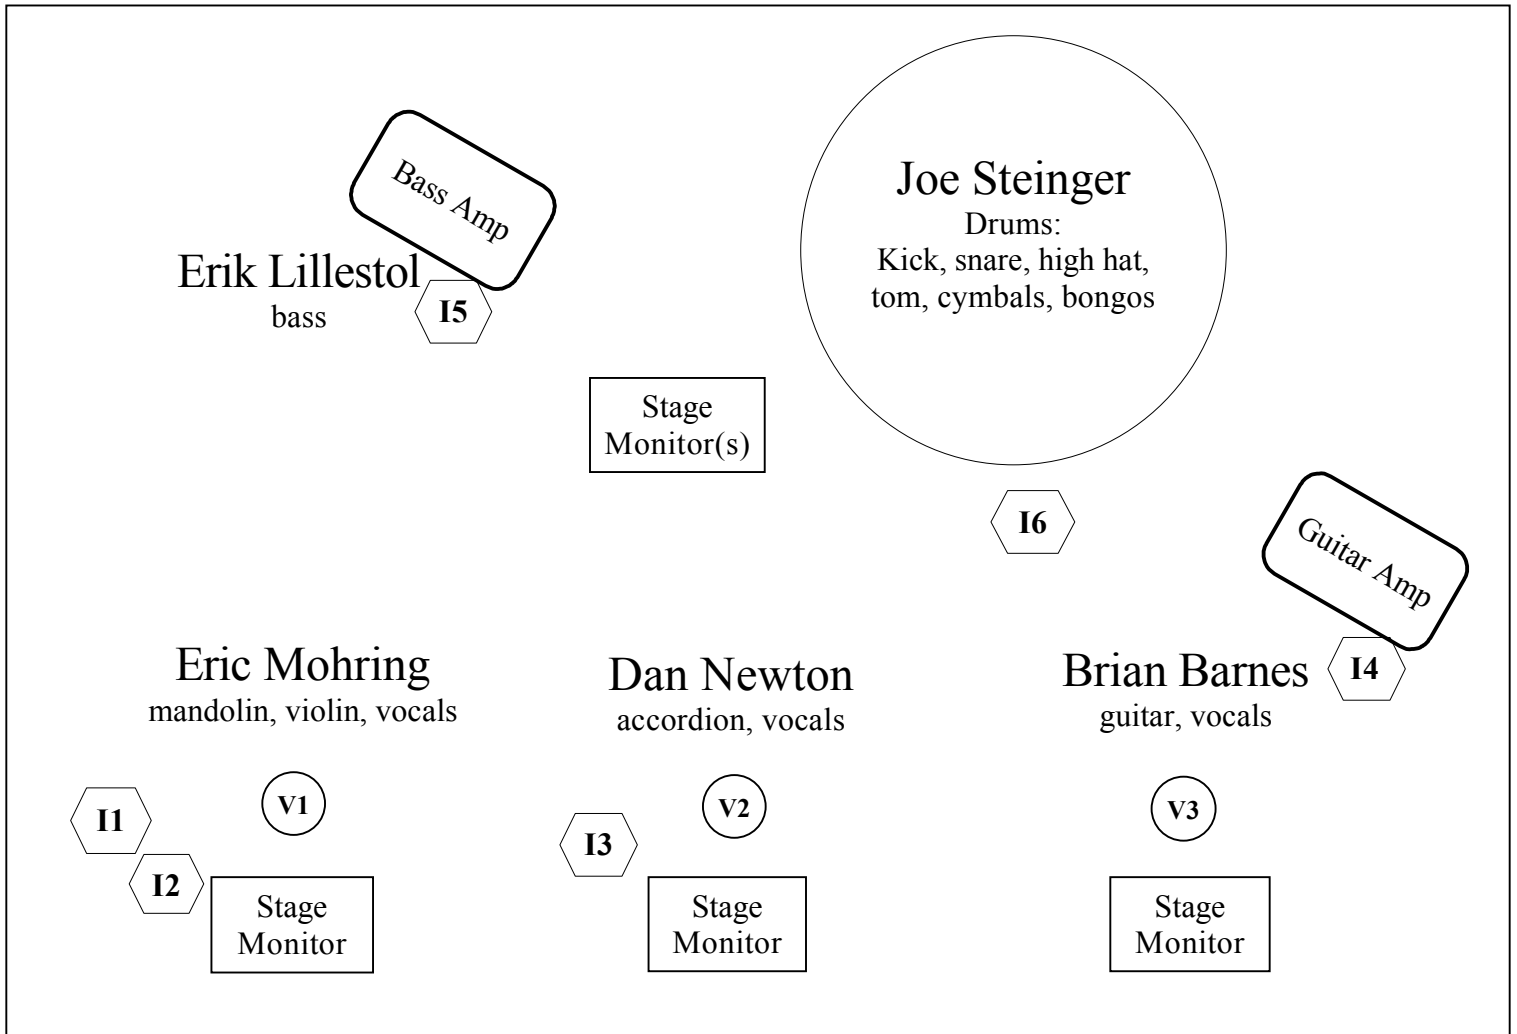 Bass Amp
Joe Steinger
Drums:
Kick, snare, high hat,
tom, cymbals, bongos
Erik Lillestol
bass
I5
Stage
Monitor(s)
I6
Guitar Amp
Eric Mohring
mandolin, violin, vocals
Dan Newton
accordion, vocals
Brian Barnes
guitar, vocals
I4
I1
V1
I2
Stage
Monitor
I3
V2
Stage
Monitor
V3
Stage
Monitor